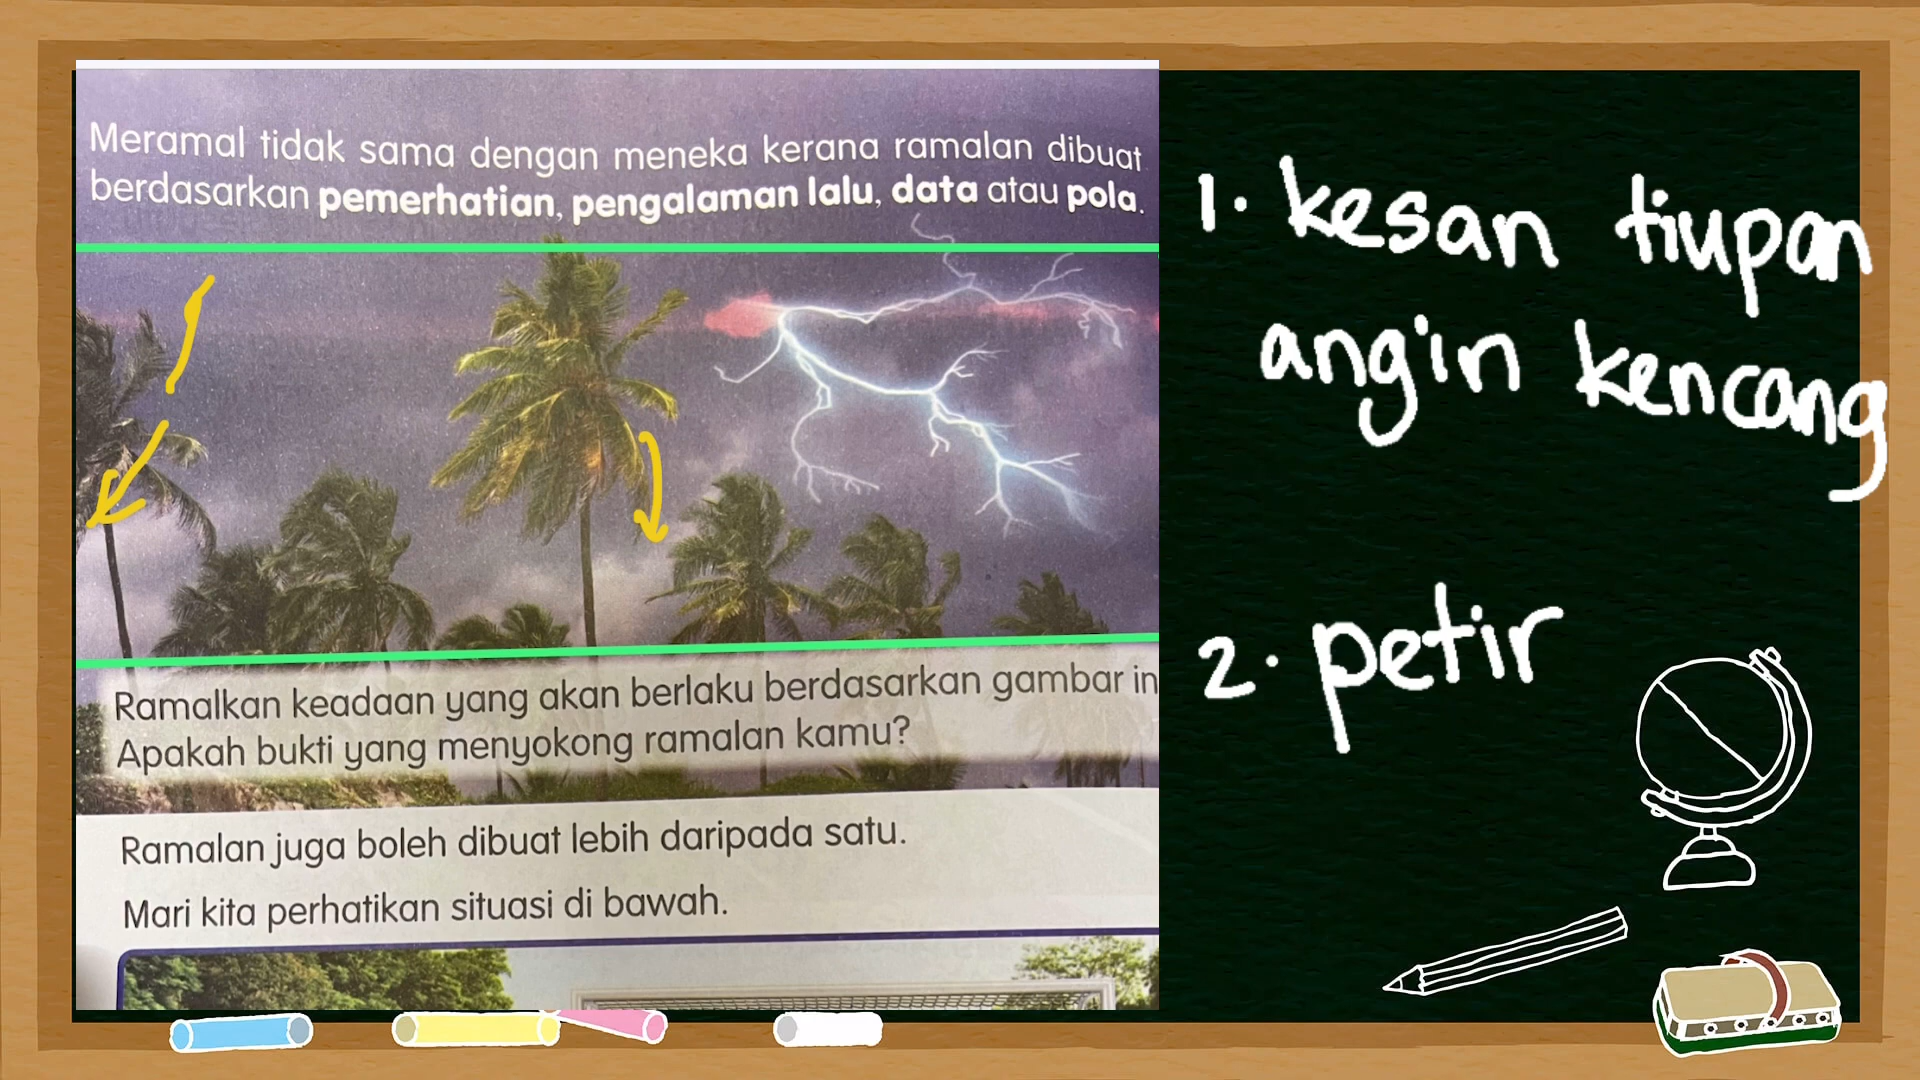 Meramal tidak sama dengan meneka kerana ramalan dibuat
berdasarkan pemerhatian, pengalaman lalu, data atau pola.
Ramalkan keadaan yang akan berlaku berdasarkan gambar in
Apakah bukti yang menyokong ramalan kamu?
Ramalan juga boleh dibuat lebih daripada satu.
Mari kita perhatikan situasi di bawah.
1. kesan tiupan
angin kencang
2. petir